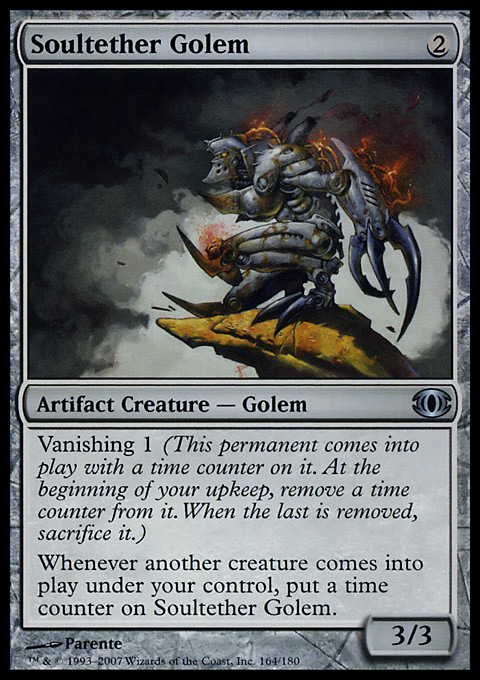 Soultether Golem 2
Artifact Creature — Golem
Vanishing 1 (This permanent comes into
play with a time counter on it. At the
beginning of your upkeep, remove a time
counter from it. When the last is removed,
sacrifice it.)
Whenever another creature comes into
play under your control, put a time
counter on Soultether Golem.
Parente
3/3
™ & © 1993–2007 Wizards of the Coast, Inc. 164/180